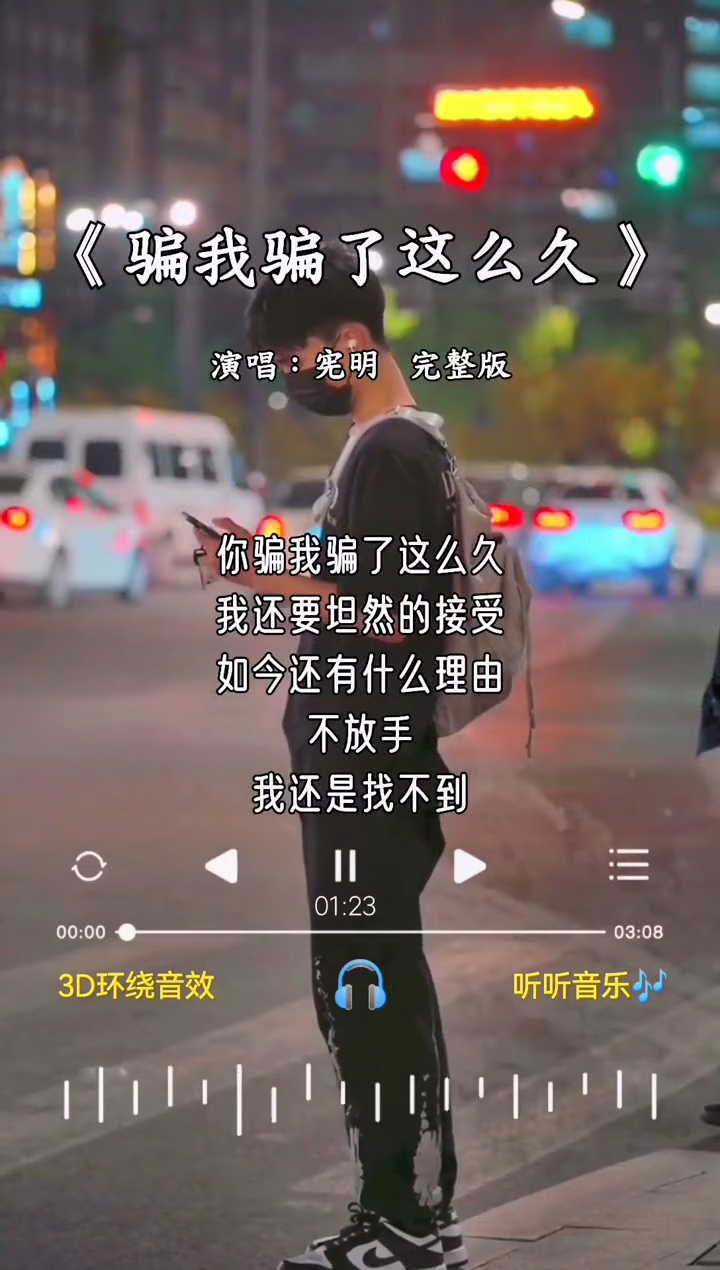 《骗我骗了这么久》
演唱：宪明 完整版
你骗我骗了这么久
我还要坦然的接受
如今还有什么理由
不放手
我还是找不到
01:23
00:00 03:08
3D环绕音效 听听音乐